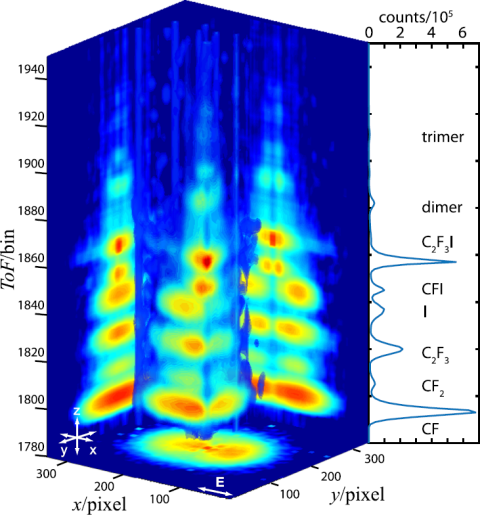 counts/10⁵
0 2 4 6
ToF/bin
1940
1920
1900
1880
1860
1840
1820
1800
1780
trimer
dimer
C₂F₃I
CFI
I
C₂F₃
CF₂
CF
z
y x
E
300
200
100
x/pixel
100
200
300
y/pixel